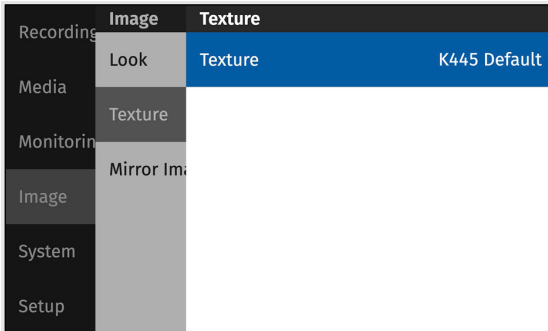 Recording
Media
Monitorin
Image
System
Setup
Image
Look
Texture
Mirror Ima
Texture
Texture K445 Default